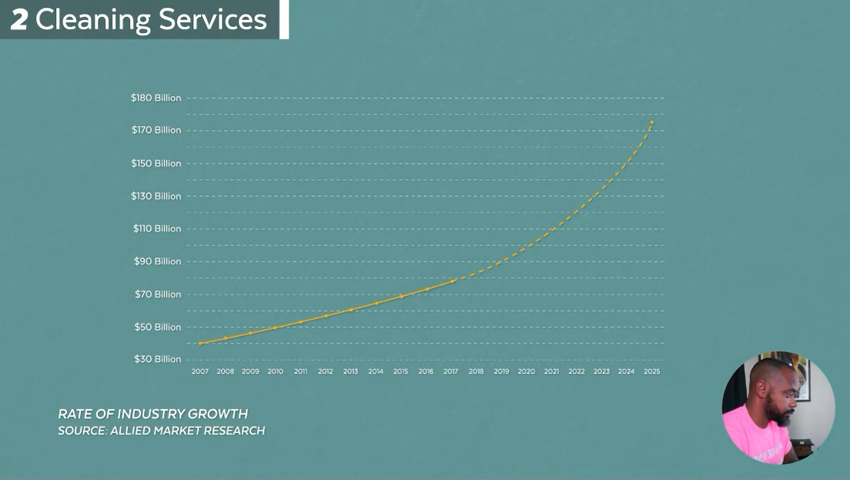 2 Cleaning Services
$180 Billion
$170 Billion
$150 Billion
$130 Billion
$110 Billion
$90 Billion
$70 Billion
$50 Billion
$30 Billion
2007 2008 2009 2010 2011 2012 2013 2014 2015 2016 2017 2018 2019 2020 2021 2022 2023 2024 2025
RATE OF INDUSTRY GROWTH
SOURCE: ALLIED MARKET RESEARCH